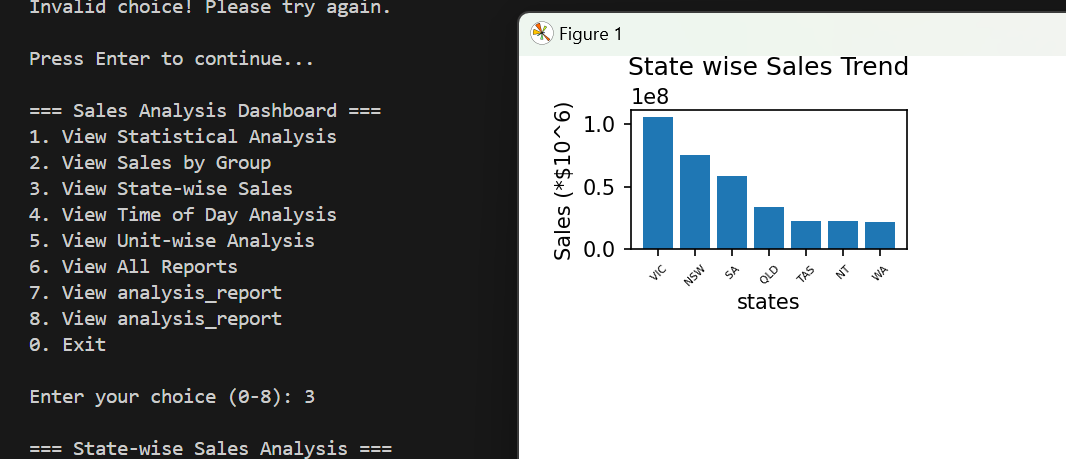 Invalid choice! Please try again.
Press Enter to continue...
=== Sales Analysis Dashboard ===
1. View Statistical Analysis
2. View Sales by Group
3. View State-wise Sales
4. View Time of Day Analysis
5. View Unit-wise Analysis
6. View All Reports
7. View analysis_report
8. View analysis_report
0. Exit
Enter your choice (0-8): 3
=== State-wise Sales Analysis ===
Figure 1
State wise Sales Trend
1e8
Sales (*$10^6)
1.0
0.5
0.0
VIC NSW SA QLD TAS NT WA
states